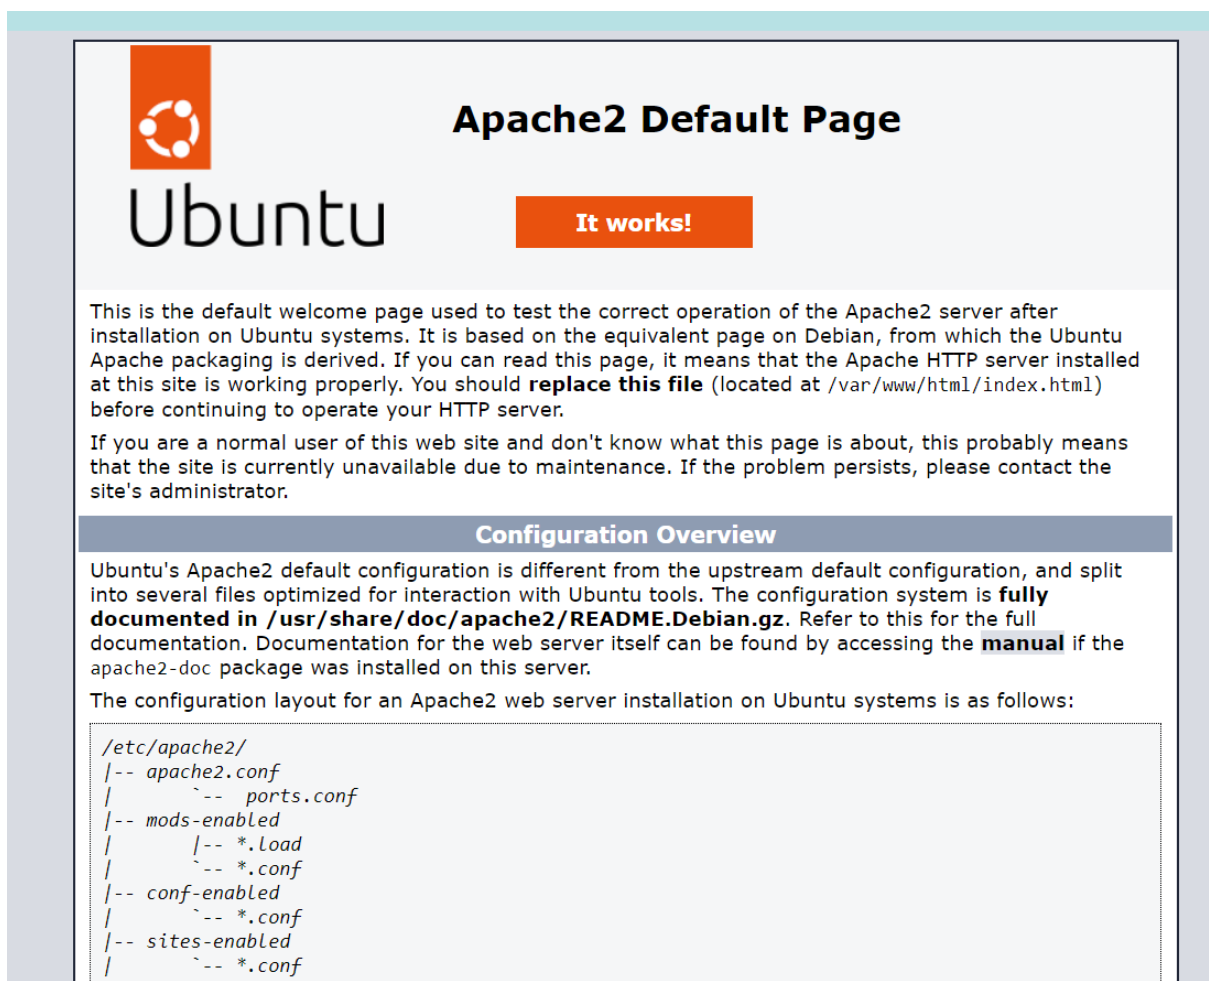 Apache2 Default Page
Ubuntu
It works!
This is the default welcome page used to test the correct operation of the Apache2 server after
installation on Ubuntu systems. It is based on the equivalent page on Debian, from which the Ubuntu
Apache packaging is derived. If you can read this page, it means that the Apache HTTP server installed
at this site is working properly. You should replace this file (located at /var/www/html/index.html)
before continuing to operate your HTTP server.
If you are a normal user of this web site and don't know what this page is about, this probably means
that the site is currently unavailable due to maintenance. If the problem persists, please contact the
site's administrator.
Configuration Overview
Ubuntu's Apache2 default configuration is different from the upstream default configuration, and split
into several files optimized for interaction with Ubuntu tools. The configuration system is fully
documented in /usr/share/doc/apache2/README.Debian.gz. Refer to this for the full
documentation. Documentation for the web server itself can be found by accessing the manual if the
apache2-doc package was installed on this server.
The configuration layout for an Apache2 web server installation on Ubuntu systems is as follows:
/etc/apache2/
|-- apache2.conf
|       `--  ports.conf
|-- mods-enabled
|       |-- *.load
|       `-- *.conf
|-- conf-enabled
|       `-- *.conf
|-- sites-enabled
|       `-- *.conf